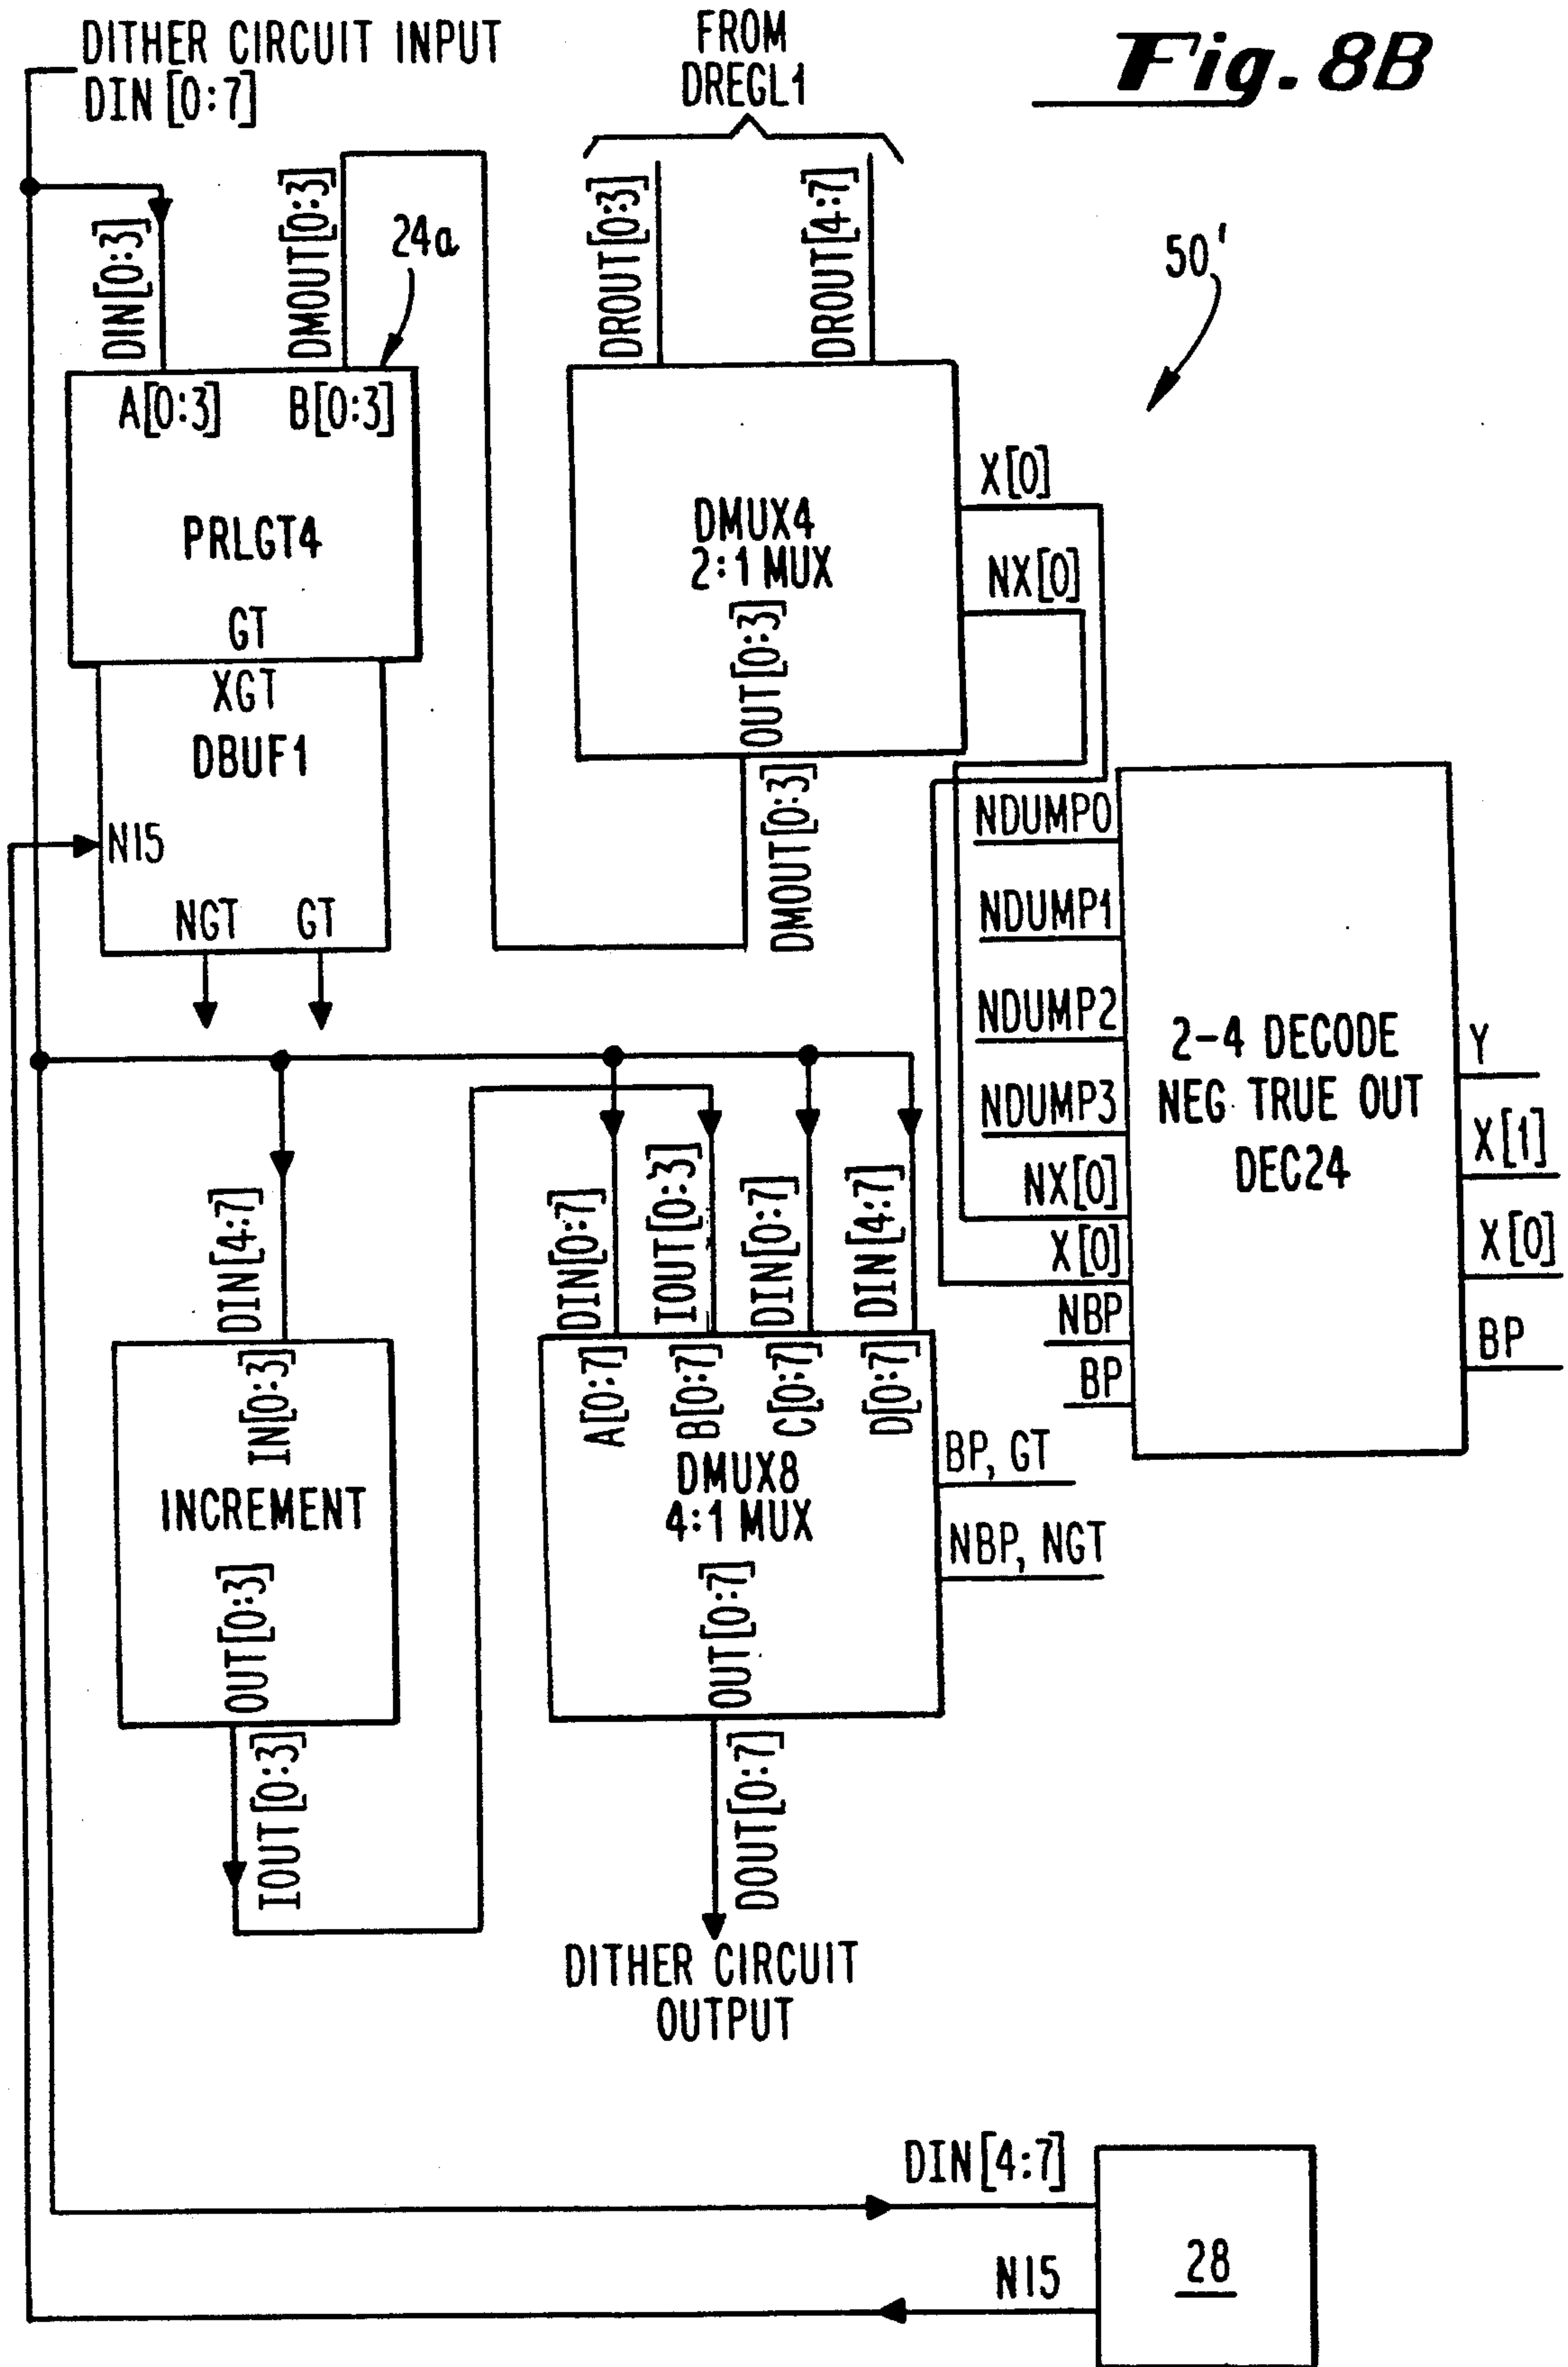 DITHER CIRCUIT INPUT
DIN [0:7]
FROM
DREGL1
Fig. 8B
DIN[0:3]
DMOUT[0:3]
24a
DROUT[0:3]
DROUT[4:7]
50'
A[0:3]
B[0:3]
PRLGT4
GT
XGT
DBUF1
N15
NGT
GT
DMUX4
2:1 MUX
OUT[0:3]
X[0]
NX[0]
DMOUT[0:3]
NDUMP0
NDUMP1
NDUMP2
NDUMP3
NX[0]
X[0]
NBP
BP
2-4 DECODE
NEG TRUE OUT
DEC24
Y
X[1]
X[0]
BP
DIN[4:7]
DIN[0:7]
IOUT[0:3]
DIN[0:7]
DIN[4:7]
IN[0:3]
INCREMENT
OUT[0:3]
IOUT[0:3]
A[0:7]
B[0:7]
C[0:7]
D[0:7]
DMUX8
4:1 MUX
OUT[0:7]
BP, GT
NBP, NGT
DOUT[0:7]
DITHER CIRCUIT
OUTPUT
DIN[4:7]
N15
28